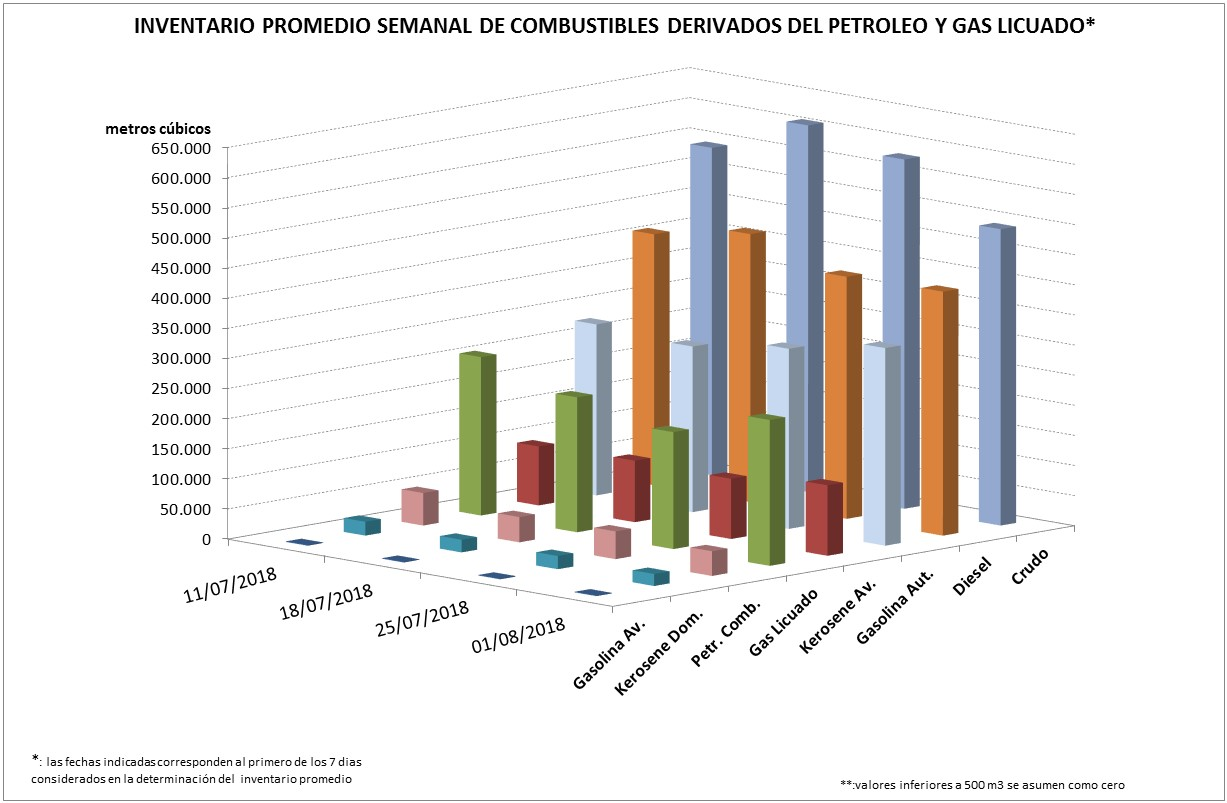 INVENTARIO PROMEDIO SEMANAL DE COMBUSTIBLES DERIVADOS DEL PETROLEO Y GAS LICUADO*
metros cúbicos
650.000
600.000
550.000
500.000
450.000
400.000
350.000
300.000
250.000
200.000
150.000
100.000
50.000
0
11/07/2018
18/07/2018
25/07/2018
01/08/2018
Gasolina Av.
Kerosene Dom.
Petr. Comb.
Gas Licuado
Kerosene Av.
Gasolina Aut.
Diesel
Crudo
*: las fechas indicadas corresponden al primero de los 7 dias
considerados en la determinación del inventario promedio
**:valores inferiores a 500 m3 se asumen como cero